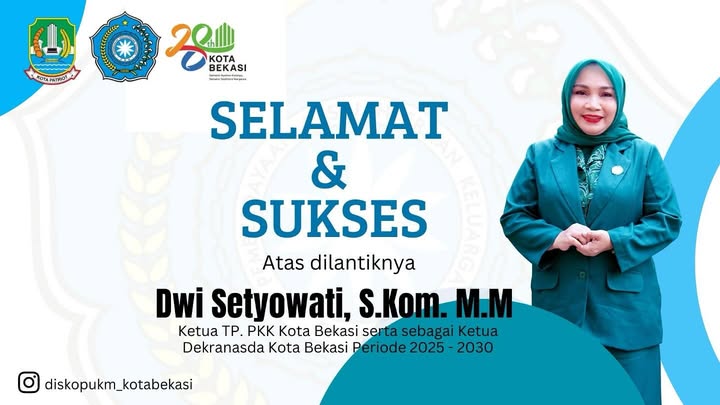 KOTA PATRIOT
28th
KOTA
BEKASI
SELAMAT
&
SUKSES
Atas dilantiknya
Dwi Setyowati, S.Kom. M.M
Ketua TP. PKK Kota Bekasi serta sebagai Ketua
Dekranasda Kota Bekasi Periode 2025 - 2030
diskopukm_kotabekasi